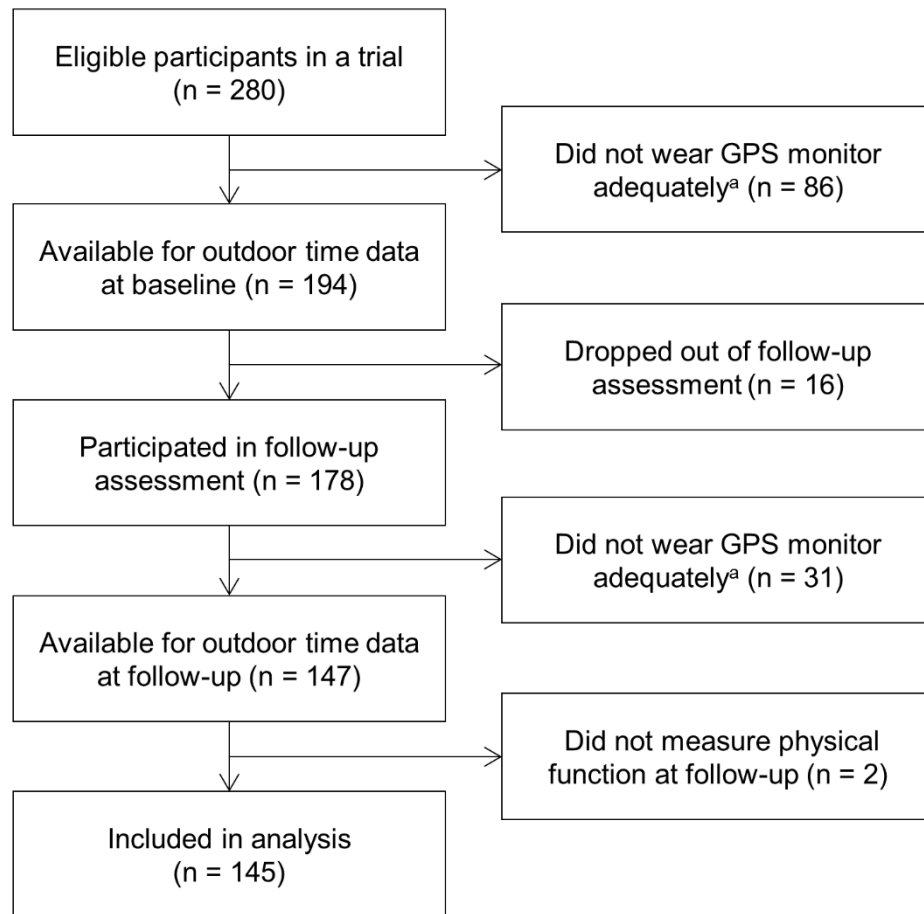 Eligible participants in a trial
(n = 280)
Did not wear GPS monitor
adequatelyᵃ (n = 86)
Available for outdoor time data
at baseline (n = 194)
Dropped out of follow-up
assessment (n = 16)
Participated in follow-up
assessment (n = 178)
Did not wear GPS monitor
adequatelyᵃ (n = 31)
Available for outdoor time data
at follow-up (n = 147)
Did not measure physical
function at follow-up (n = 2)
Included in analysis
(n = 145)